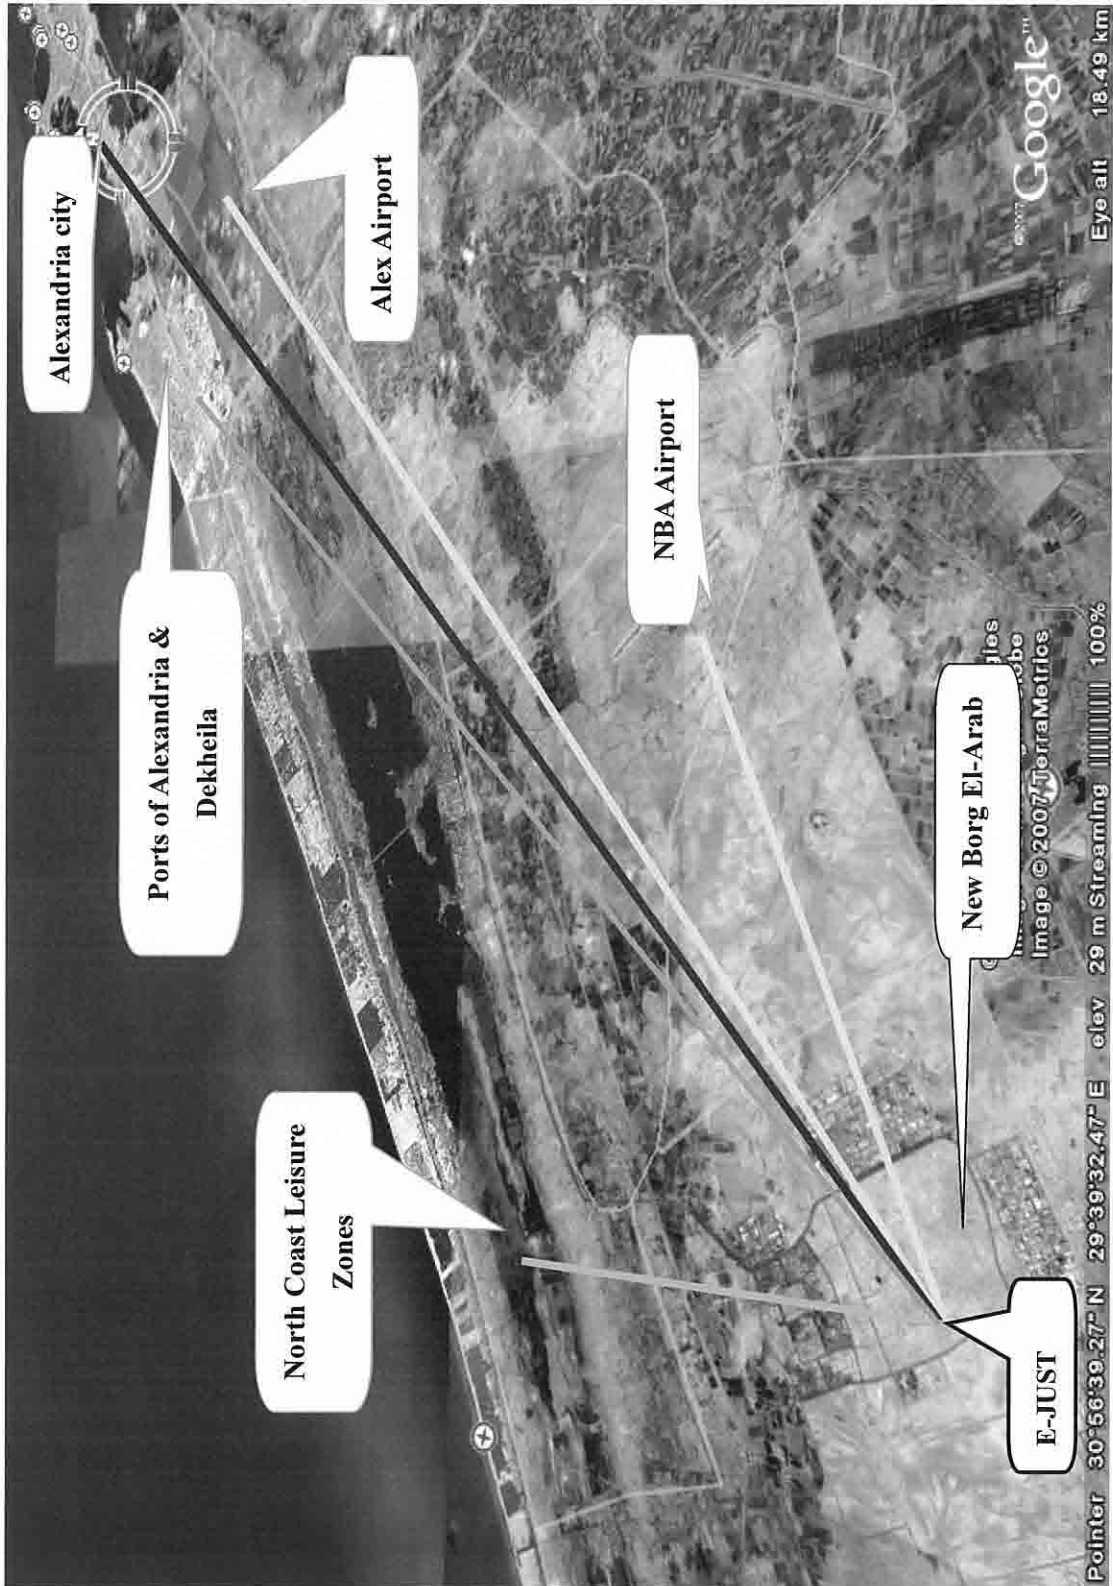 Alexandria city
Alex Airport
Ports of Alexandria &
Dekheila
NBA Airport
North Coast Leisure
Zones
New Borg El-Arab
E-JUST
Image © 2007 TerraMetrics
©2007 Google™
Pointer 30°56'39.27" N 29°39'32.47" E elev 29 m Streaming |||||||||| 100% Eye alt 18.49 km